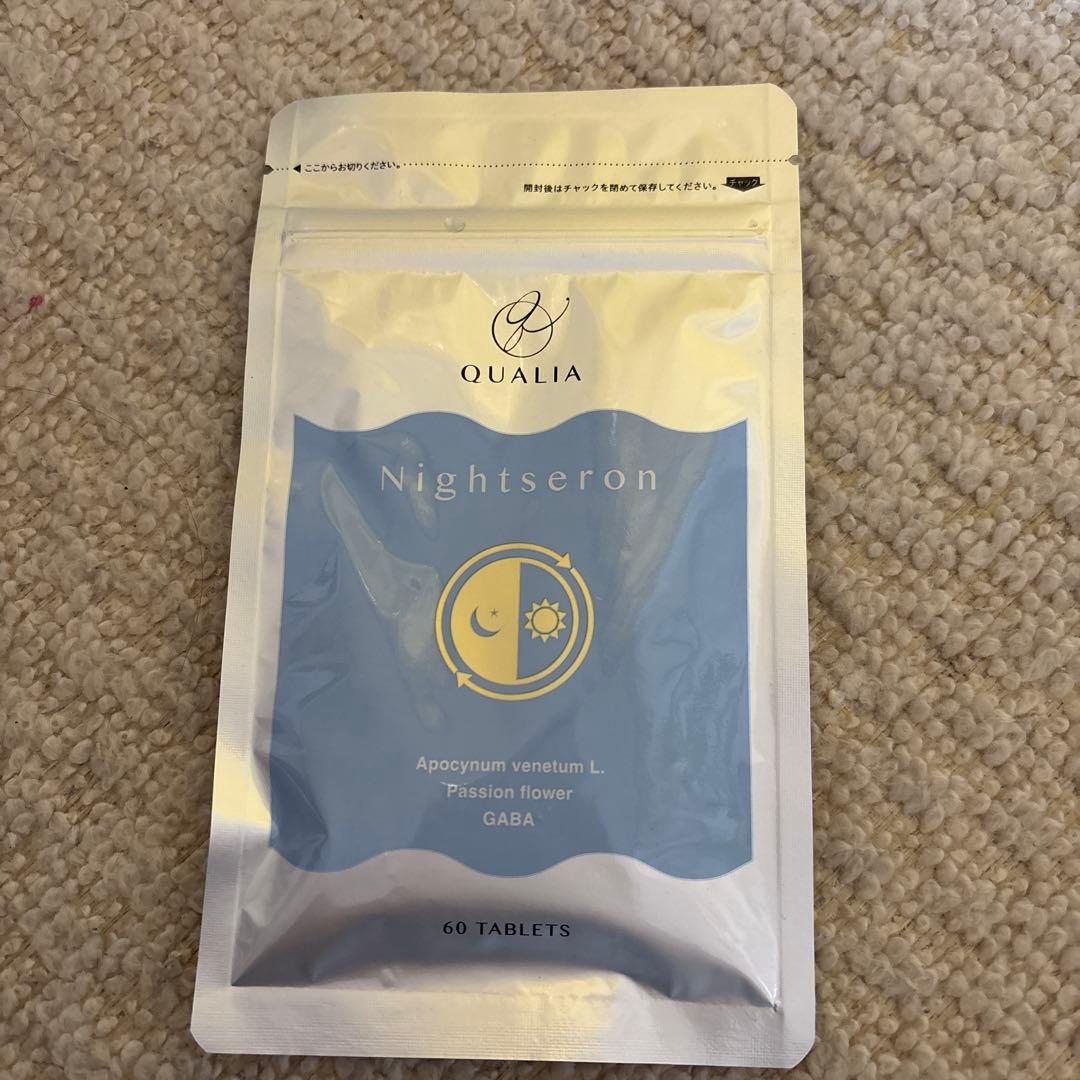 ◀ ここからお切りください。
開封後はチャックを閉めて保存してください。 チャック
QUALIA
Nightseron
Apocynum venetum L.
Passion flower
GABA
60 TABLETS